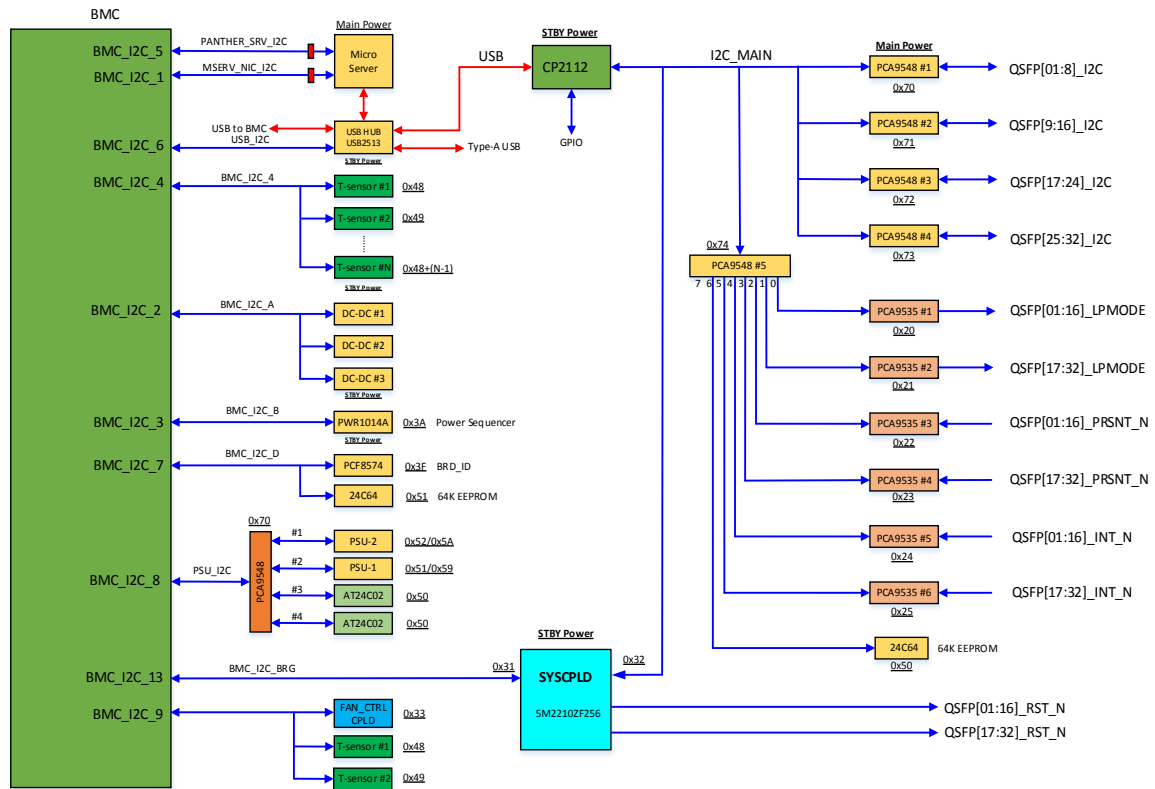 BMC
Main Power
STBY Power
BMC_I2C_5
PANTHER_SRV_I2C
Micro
Server
USB
CP2112
I2C_MAIN
Main Power
PCA9548 #1
0x70
QSFP[01:8]_I2C
BMC_I2C_1
MSERV_NIC_I2C
PCA9548 #2
0x71
QSFP[9:16]_I2C
USB to BMC
USB_I2C
USB HUB
USB2513
STBY Power
Type-A USB
GPIO
BMC_I2C_6
BMC_I2C_4
BMC_I2C_4
T-sensor #1
0x48
PCA9548 #3
0x72
QSFP[17:24]_I2C
T-sensor #2
0x49
PCA9548 #4
0x73
QSFP[25:32]_I2C
T-sensor #N
0x48+(N-1)
STBY Power
0x74
PCA9548 #5
7 6 5 4 3 2 1 0
BMC_I2C_2
BMC_I2C_A
DC-DC #1
DC-DC #2
DC-DC #3
STBY Power
PCA9535 #1
0x20
QSFP[01:16]_LPMODE
PCA9535 #2
0x21
QSFP[17:32]_LPMODE
BMC_I2C_3
BMC_I2C_B
PWR1014A
0x3A
Power Sequencer
STBY Power
PCA9535 #3
0x22
QSFP[01:16]_PRSNT_N
BMC_I2C_7
BMC_I2C_D
PCF8574
0x3F
BRD_ID
24C64
0x51
64K EEPROM
PCA9535 #4
0x23
QSFP[17:32]_PRSNT_N
0x70
PCA9548
BMC_I2C_8
PSU_I2C
#1
PSU-2
0x52/0x5A
#2
PSU-1
0x51/0x59
#3
AT24C02
0x50
#4
AT24C02
0x50
PCA9535 #5
0x24
QSFP[01:16]_INT_N
PCA9535 #6
0x25
QSFP[17:32]_INT_N
24C64
0x50
64K EEPROM
STBY Power
BMC_I2C_13
BMC_I2C_BRG
0x31
SYSCPLD
5M2210ZF256
0x32
QSFP[01:16]_RST_N
QSFP[17:32]_RST_N
BMC_I2C_9
FAN_CTRL
CPLD
0x33
T-sensor #1
0x48
T-sensor #2
0x49